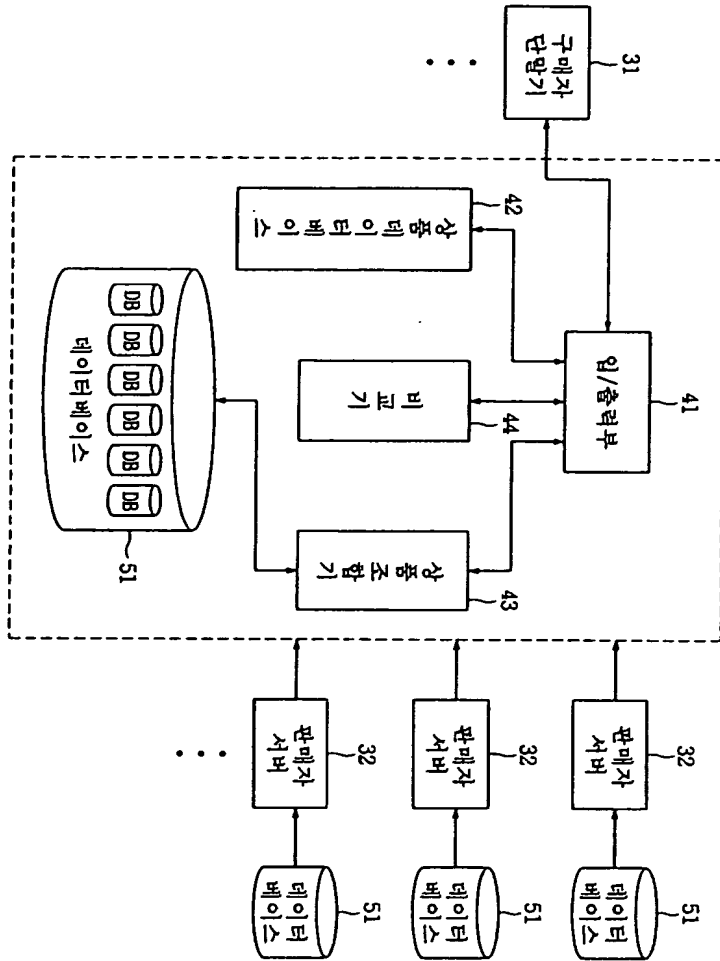 31
구매자
단말기
41
입/출력부
32
판매자
서버
51
데이터
베이스
32
판매자
서버
51
데이터
베이스
32
판매자
서버
51
데이터
베이스
42
상품
데
이
터
베
이
스
44
비
교
기
43
상품
조합
기
51
DB DB DB DB DB DB
데이터베이스